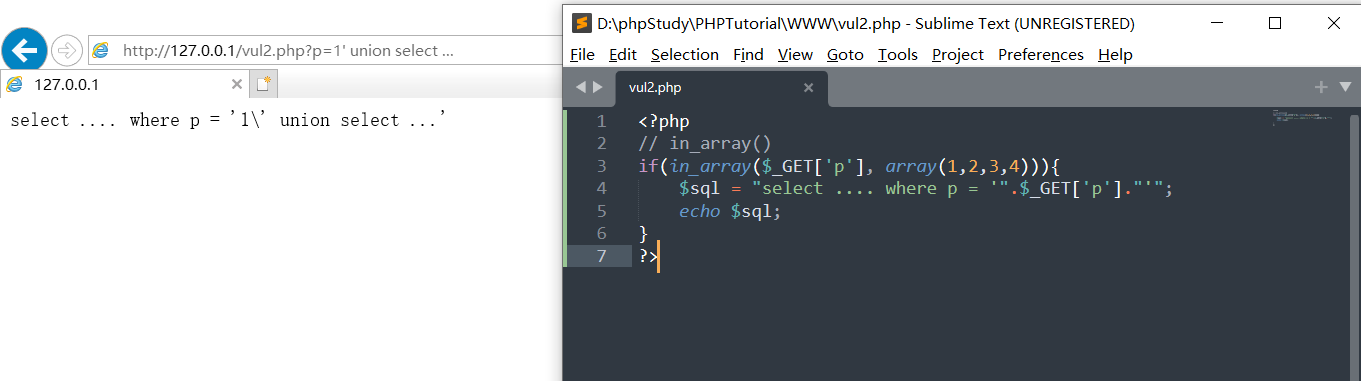 http://127.0.0.1/vul2.php?p=1' union select ...
127.0.0.1
select .... where p = '1\' union select ...'
D:\phpStudy\PHPTutorial\WWW\vul2.php - Sublime Text (UNREGISTERED)
File Edit Selection Find View Goto Tools Project Preferences Help
vul2.php
1 <?php
2 // in_array()
3 if(in_array($_GET['p'], array(1,2,3,4))){
4 $sql = "select .... where p = '".$_GET['p']."'";
5 echo $sql;
6 }
7 ?>